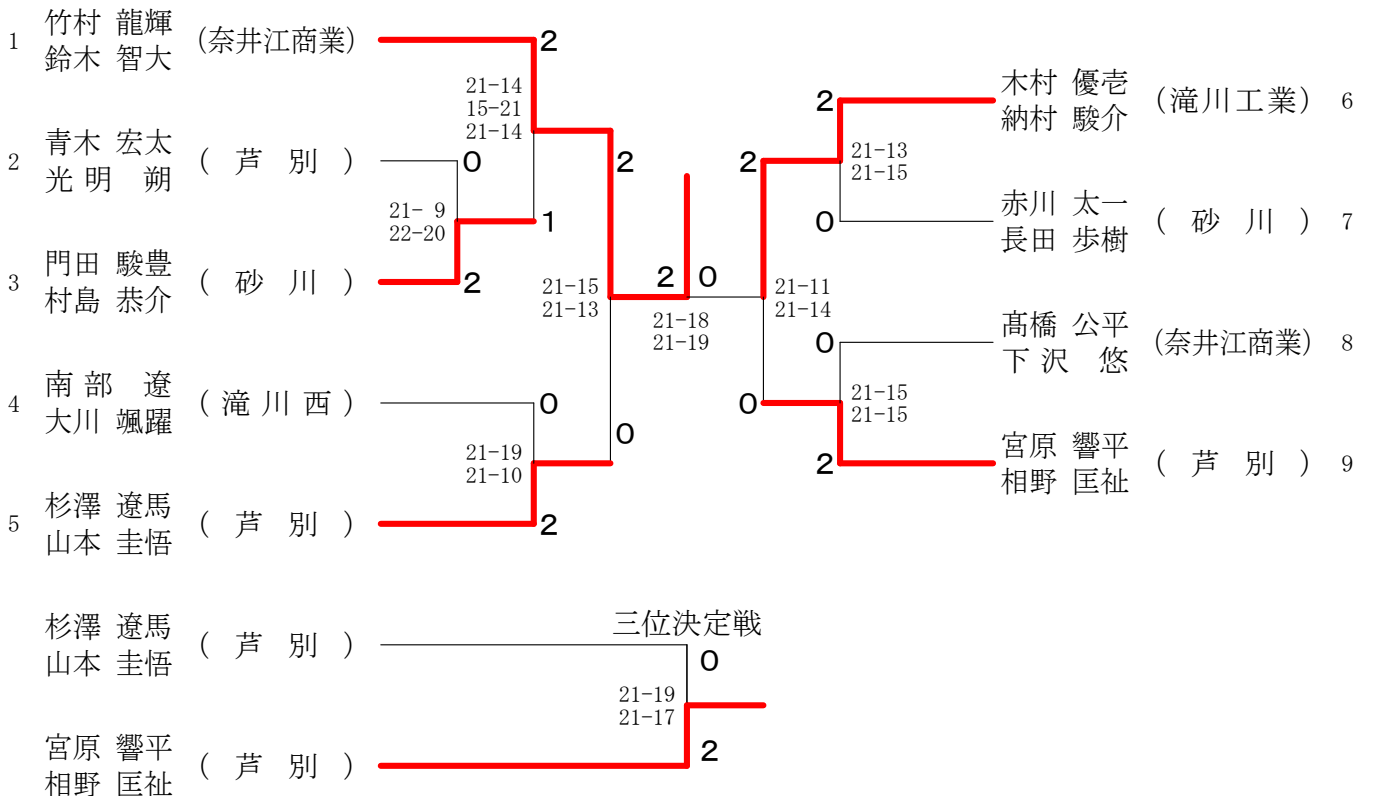 1 竹村 龍輝 (奈井江商業)
鈴木 智大
2
21-14
15-21
21-14
2 青木 宏太 ( 芦 別 )
光明 朔
0
21- 9
22-20
1
3 門田 駿豊 ( 砂 川 )
村島 恭介
2
2
21-15
21-13
4 南部 遼 ( 滝 川 西 )
大川 颯躍
0
21-19
21-10
0
5 杉澤 遼馬 ( 芦 別 )
山本 圭悟
2
2 0
21-18
21-19
木村 優壱 (滝川工業) 6
納村 駿介
2
2
21-13
21-15
赤川 太一 ( 砂 川 ) 7
長田 歩樹
0
21-11
21-14
髙橋 公平 (奈井江商業) 8
下沢 悠
0
0
21-15
21-15
宮原 響平 ( 芦 別 ) 9
相野 匡祉
2
三位決定戦
杉澤 遼馬 ( 芦 別 )
山本 圭悟
0
21-19
21-17
宮原 響平 ( 芦 別 )
相野 匡祉
2